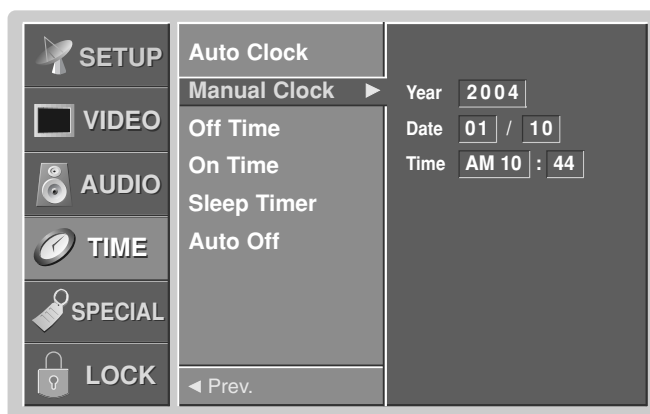 SETUP
VIDEO
AUDIO
TIME
SPECIAL
LOCK
Auto Clock
Manual Clock ►
Off Time
On Time
Sleep Timer
Auto Off
◄ Prev.
Year 2004
Date 01 / 10
Time AM 10 : 44